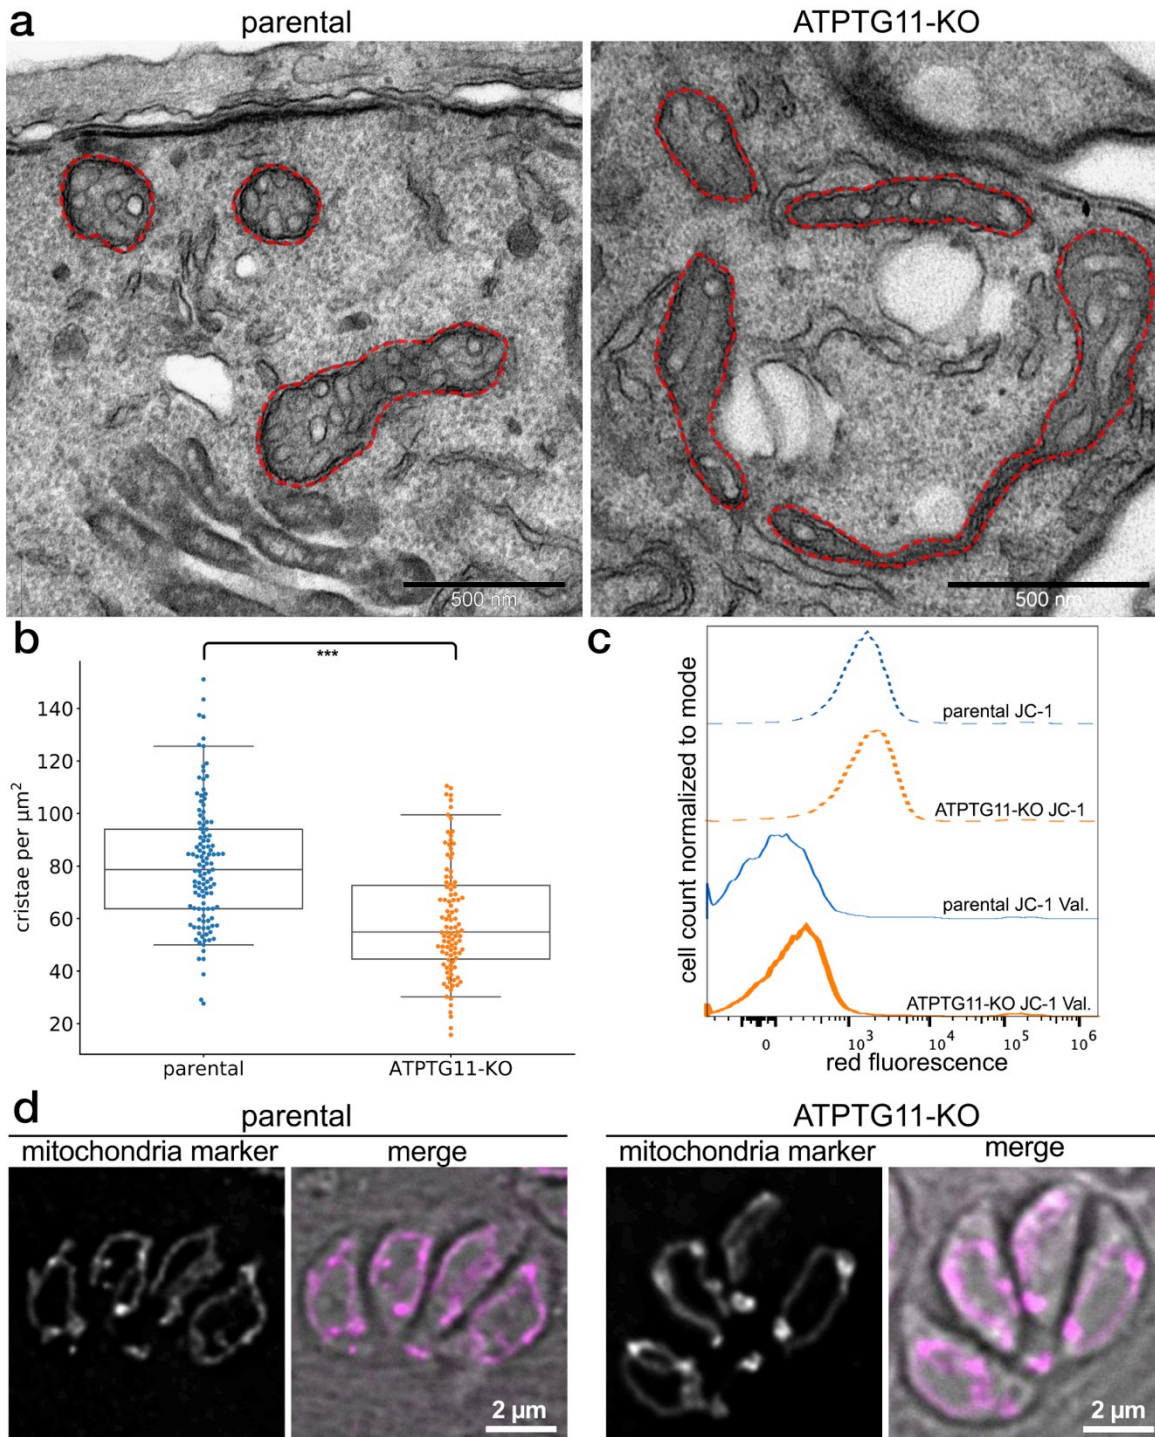 a
parental
ATPTG11-KO
500 nm
500 nm
b
***
cristae per μm²
140
120
100
80
60
40
20
parental
ATPTG11-KO
c
cell count normalized to mode
parental JC-1
ATPTG11-KO JC-1
parental JC-1 Val.
ATPTG11-KO JC-1 Val.
0
10³
10⁴
10⁵
10⁶
red fluorescence
d
parental
mitochondria marker
merge
2 μm
ATPTG11-KO
mitochondria marker
merge
2 μm